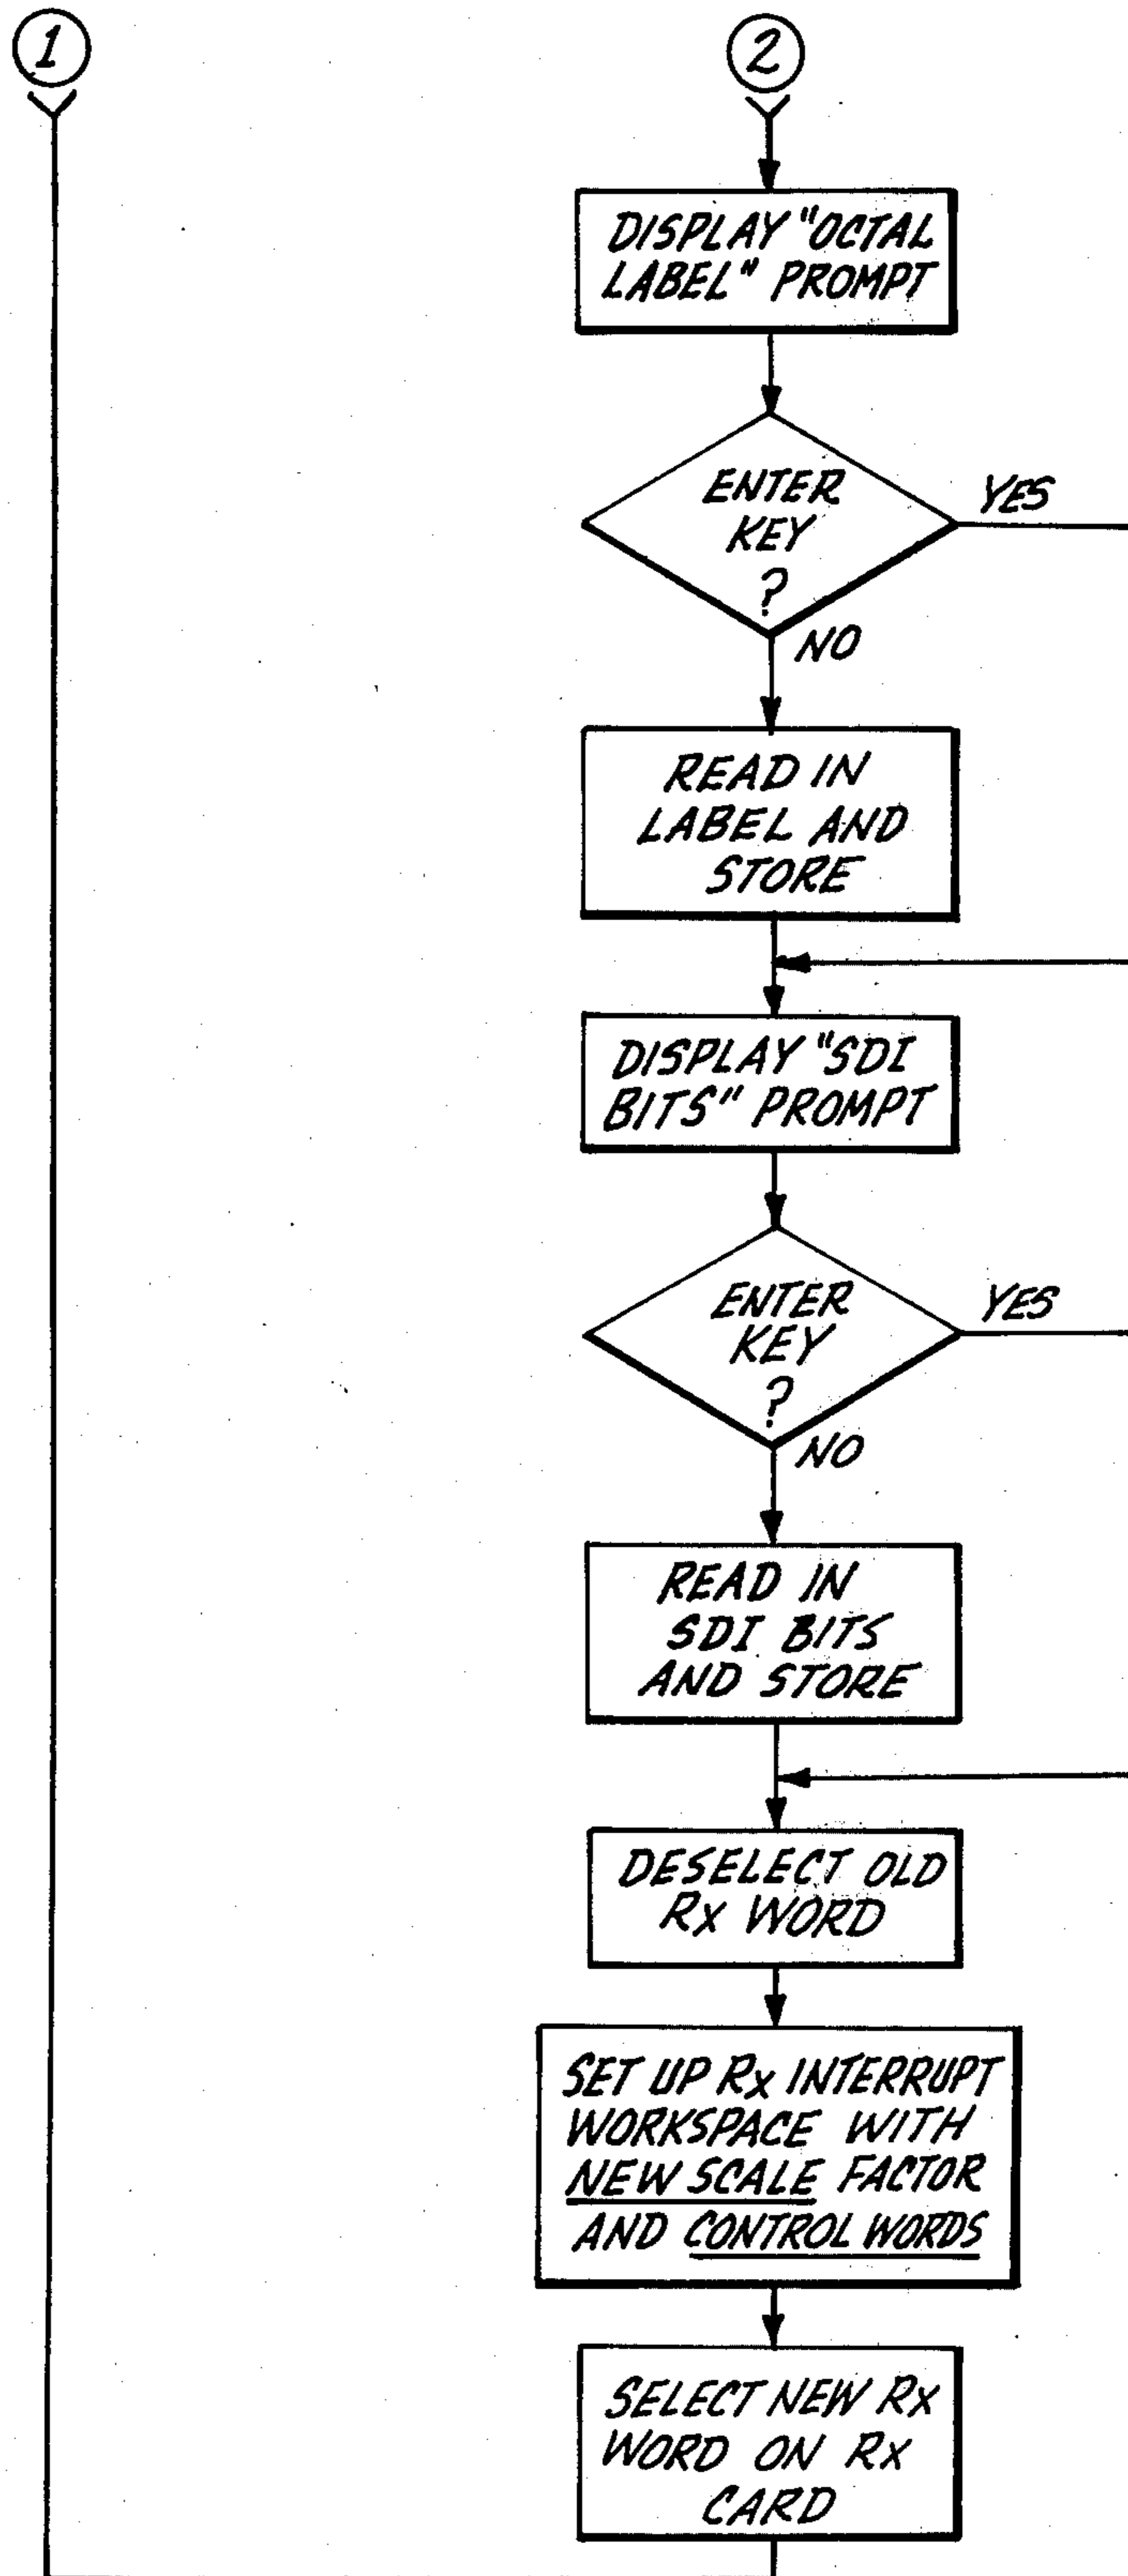 1
2
DISPLAY "OCTAL
LABEL" PROMPT
ENTER
KEY
?
YES
NO
READ IN
LABEL AND
STORE
DISPLAY "SDI
BITS" PROMPT
ENTER
KEY
?
YES
NO
READ IN
SDI BITS
AND STORE
DESELECT OLD
Rx WORD
SET UP Rx INTERRUPT
WORKSPACE WITH
NEW SCALE FACTOR
AND CONTROL WORDS
SELECT NEW Rx
WORD ON Rx
CARD